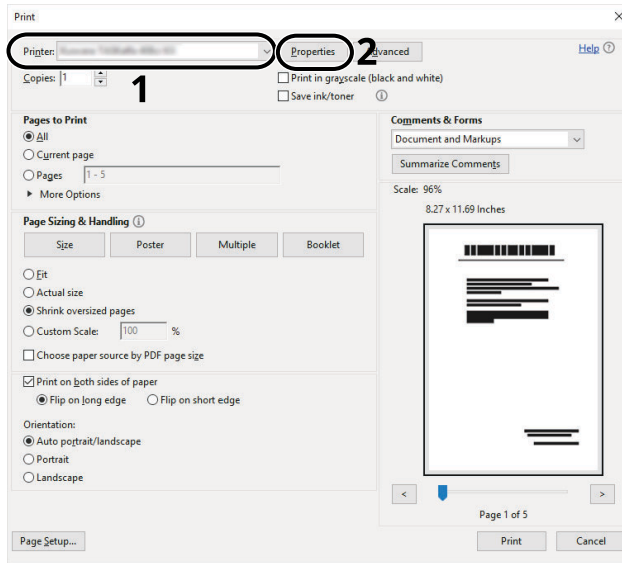 Print
Printer:
Properties
2
Advanced
Help
Copies: 1
1
Print in grayscale (black and white)
Save ink/toner
Pages to Print
All
Current page
Pages 1 - 5
More Options
Comments & Forms
Document and Markups
Summarize Comments
Page Sizing & Handling
Size Poster Multiple Booklet
Fit
Actual size
Shrink oversized pages
Custom Scale: 100 %
Choose paper source by PDF page size
Print on both sides of paper
Flip on long edge Flip on short edge
Orientation:
Auto portrait/landscape
Portrait
Landscape
Scale: 96%
8.27 x 11.69 Inches
< >
Page 1 of 5
Page Setup...
Print Cancel